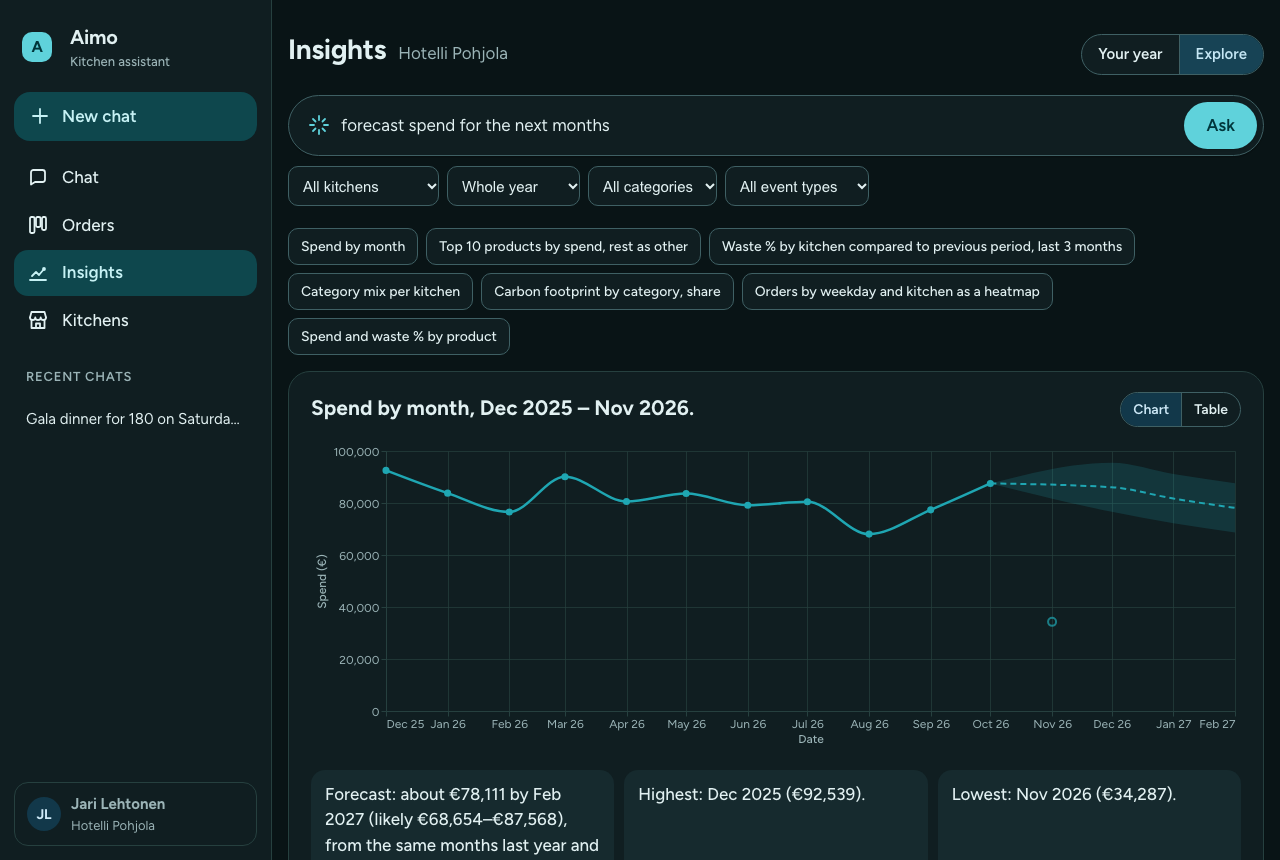 A
Aimo
Kitchen assistant
New chat
Chat
Orders
Insights
Kitchens
RECENT CHATS
Gala dinner for 180 on Saturda...
JL
Jari Lehtonen
Hotelli Pohjola
Insights Hotelli Pohjola
Your year Explore
forecast spend for the next months
Ask
All kitchens Whole year All categories All event types
Spend by month Top 10 products by spend, rest as other Waste % by kitchen compared to previous period, last 3 months
Category mix per kitchen Carbon footprint by category, share Orders by weekday and kitchen as a heatmap
Spend and waste % by product
Spend by month, Dec 2025 – Nov 2026.
Chart Table
100,000
80,000
60,000
40,000
20,000
0
Spend (€)
Dec 25 Jan 26 Feb 26 Mar 26 Apr 26 May 26 Jun 26 Jul 26 Aug 26 Sep 26 Oct 26 Nov 26 Dec 26 Jan 27 Feb 27
Date
Forecast: about €78,111 by Feb
2027 (likely €68,654–€87,568),
from the same months last year and
Highest: Dec 2025 (€92,539).
Lowest: Nov 2026 (€34,287).